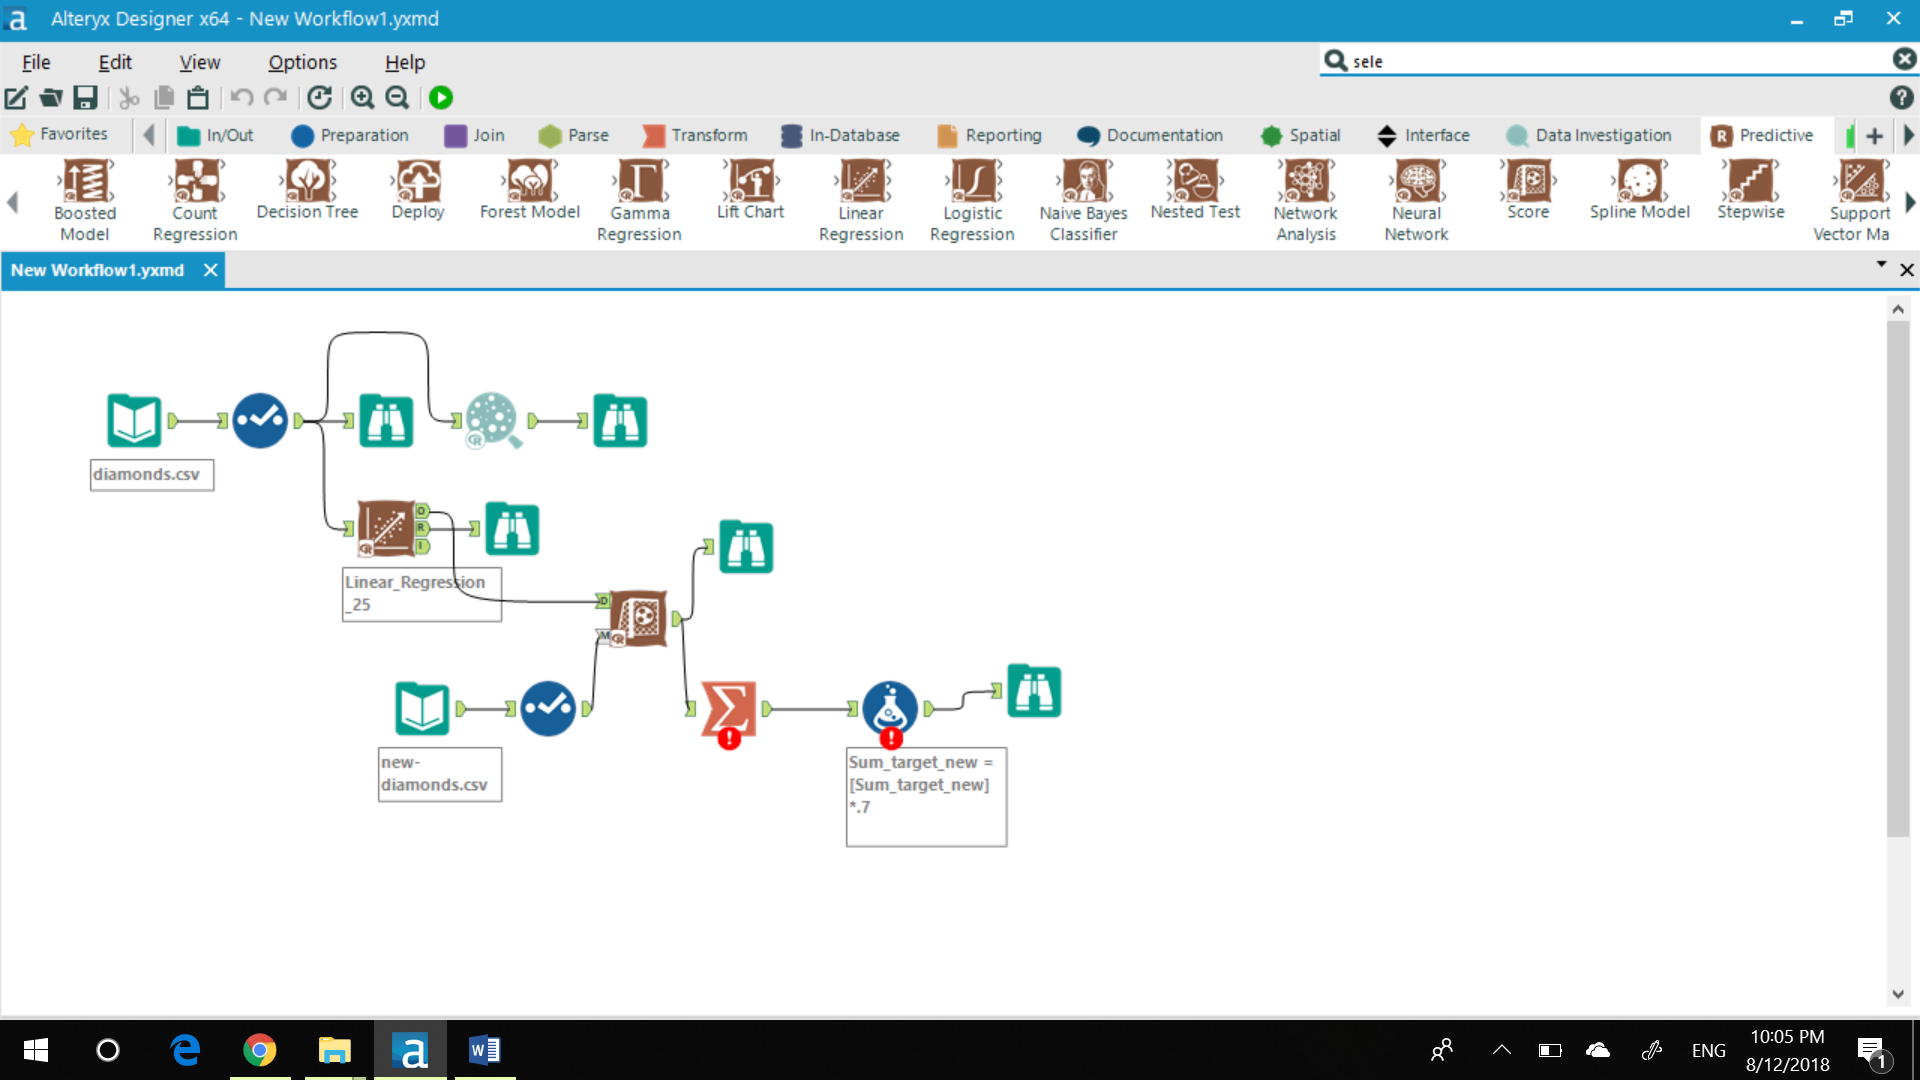 a Alteryx Designer x64 - New Workflow1.yxmd
File Edit View Options Help
sele
Favorites In/Out Preparation Join Parse Transform In-Database Reporting Documentation Spatial Interface Data Investigation R Predictive
Boosted Model
Count Regression
Decision Tree
Deploy
Forest Model
Gamma Regression
Lift Chart
Linear Regression
Logistic Regression
Naive Bayes Classifier
Nested Test
Network Analysis
Neural Network
Score
Spline Model
Stepwise
Support Vector Ma
New Workflow1.yxmd
diamonds.csv
O
R
I
Linear_Regression
_25
D
M
new-
diamonds.csv
Sum_target_new =
[Sum_target_new]
*.7
ENG
10:05 PM
8/12/2018
1